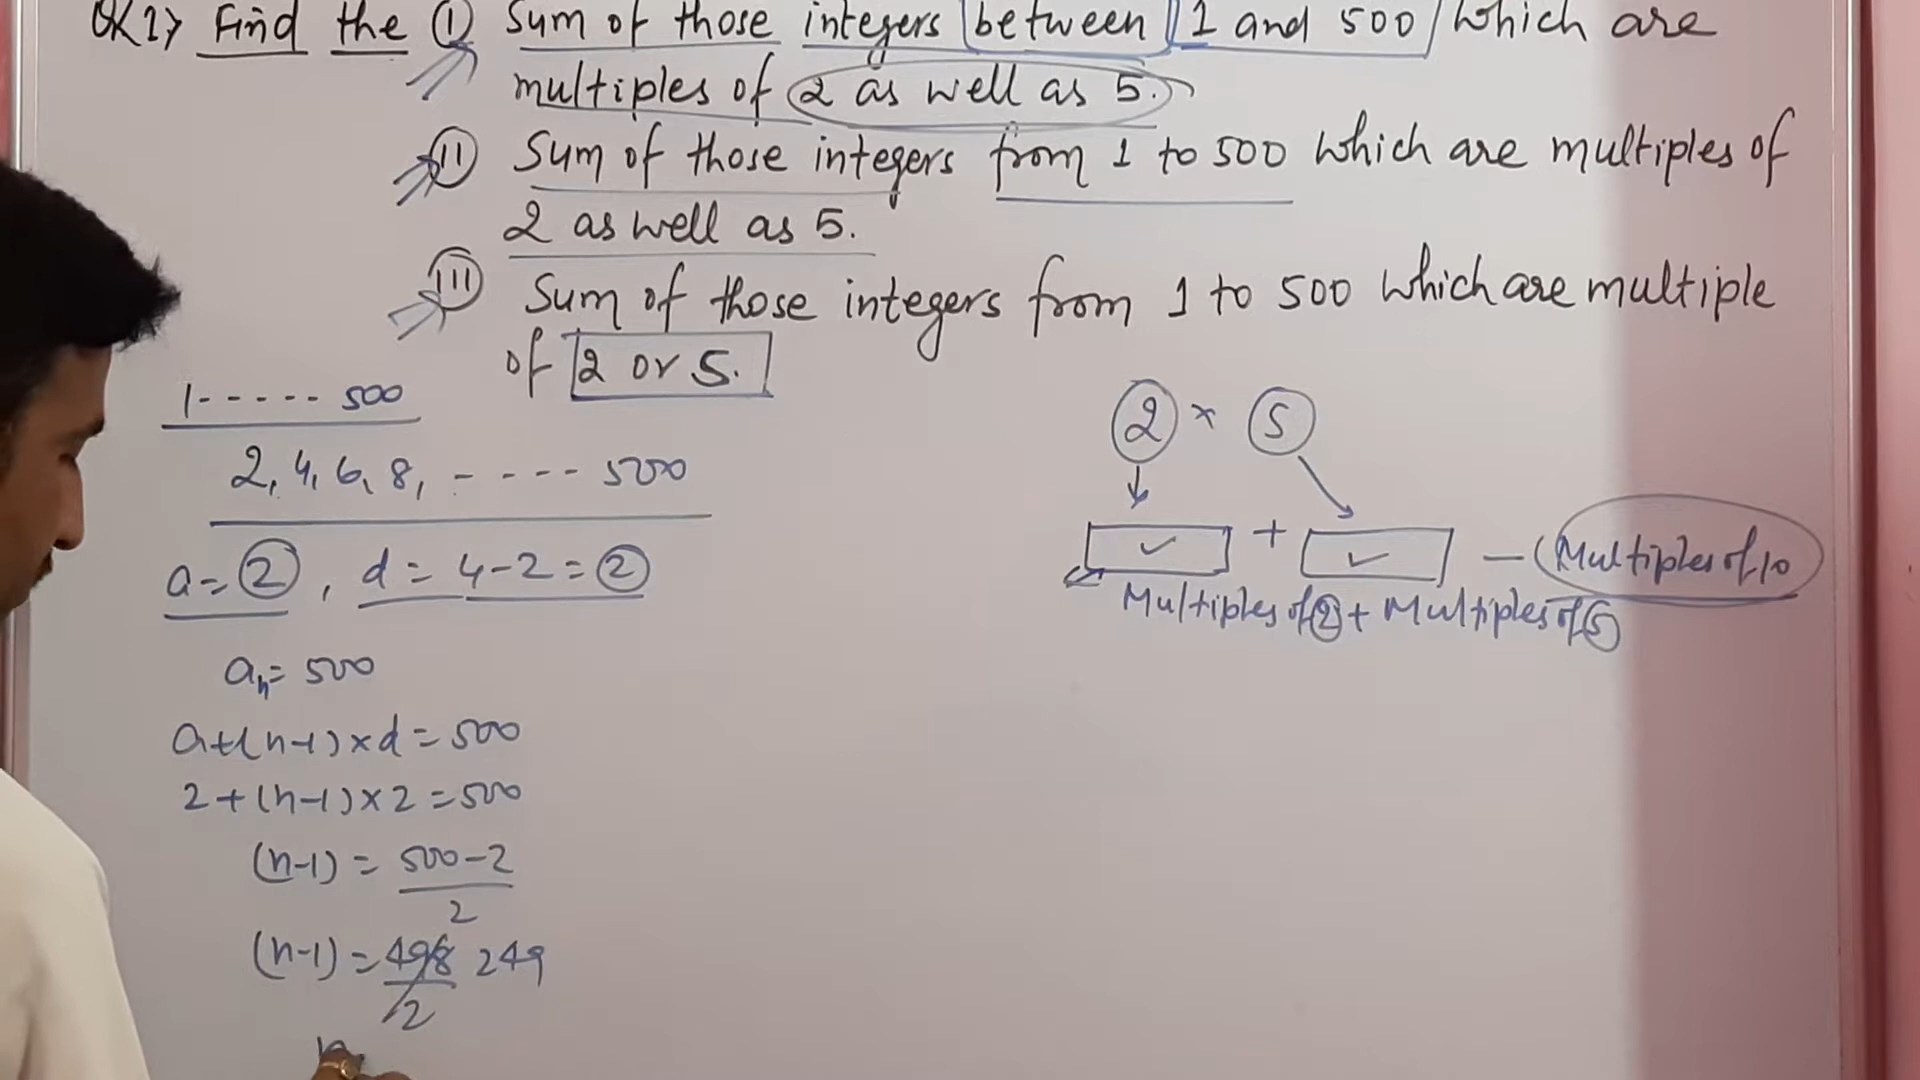 Q(2) Find the (i) Sum of those integers between 1 and 500 which are
multiples of 2 as well as 5.
(ii) Sum of those integers from 1 to 500 which are multiples of
2 as well as 5.
(iii) Sum of those integers from 1 to 500 which are multiple
of 2 or 5.
1 - - - - - 500
2, 4, 6, 8, - - - - 500
a = 2, d = 4-2 = 2
aₙ = 500
a+(n-1)×d = 500
2+(n-1)×2 = 500
(n-1) = 500-2/2
(n-1) = 498/2 249
n
2 × 5
✓ + ✓ - (Multiples of 10
Multiples of 2 + Multiples of 5